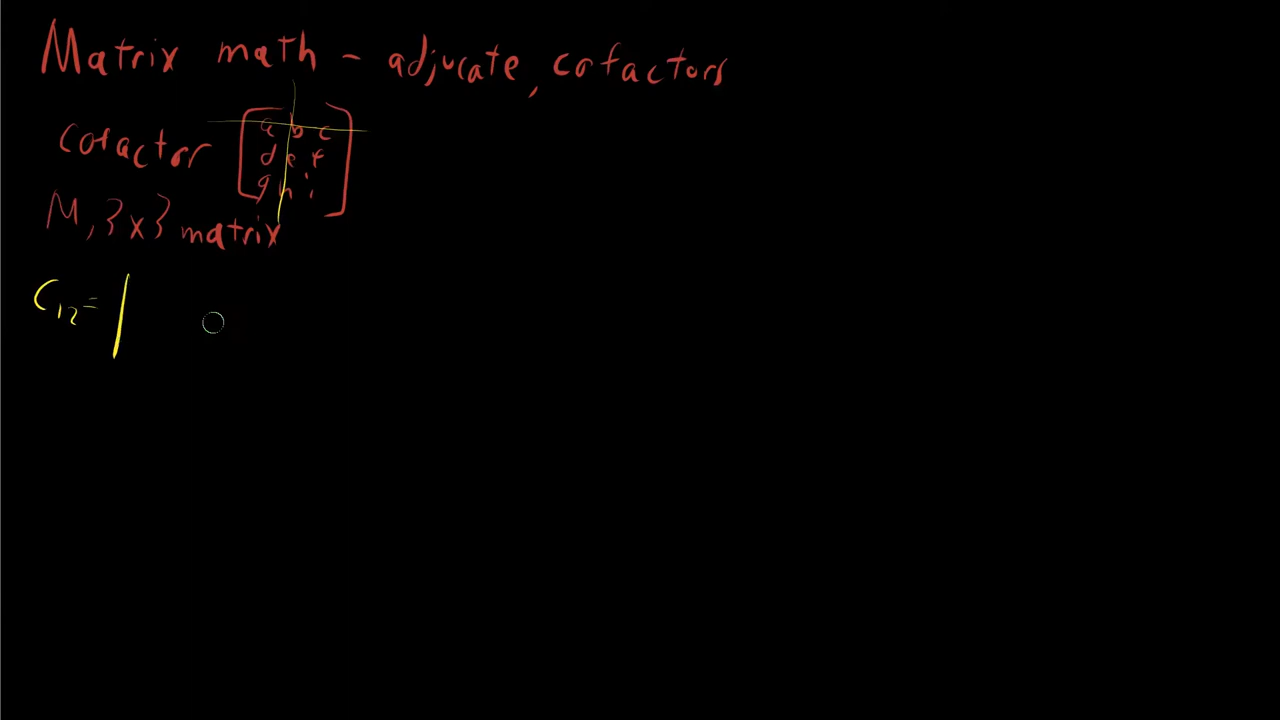 Matrix math - adjucate, cofactors
cofactor [a b c
d e f
g h i]
M, 3x3 matrix
C12= |